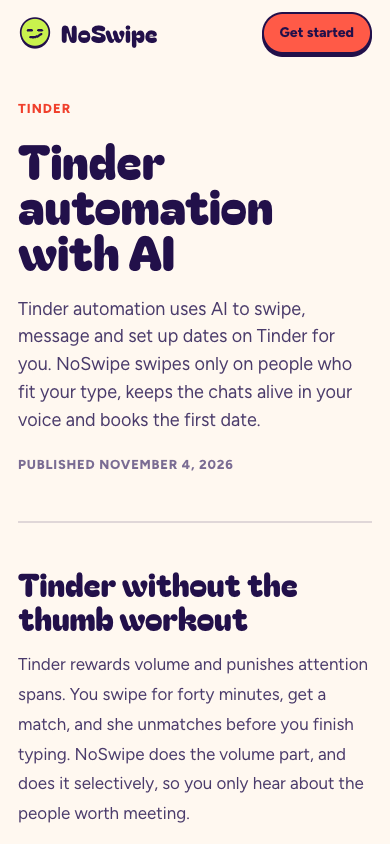 NoSwipe
Get started
TINDER
Tinder
automation
with AI
Tinder automation uses AI to swipe,
message and set up dates on Tinder for
you. NoSwipe swipes only on people who
fit your type, keeps the chats alive in your
voice and books the first date.
PUBLISHED NOVEMBER 4, 2026
Tinder without the
thumb workout
Tinder rewards volume and punishes attention
spans. You swipe for forty minutes, get a
match, and she unmatches before you finish
typing. NoSwipe does the volume part, and
does it selectively, so you only hear about the
people worth meeting.